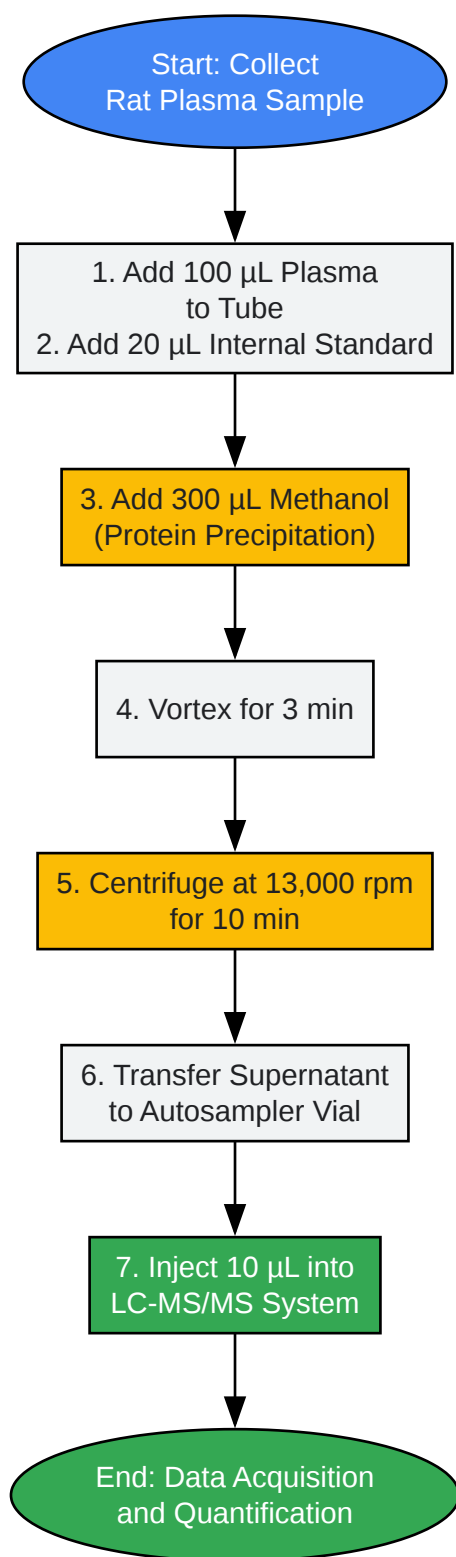 Start: Collect
Rat Plasma Sample
1. Add 100 µL Plasma
to Tube
2. Add 20 µL Internal Standard
3. Add 300 µL Methanol
(Protein Precipitation)
4. Vortex for 3 min
5. Centrifuge at 13,000 rpm
for 10 min
6. Transfer Supernatant
to Autosampler Vial
7. Inject 10 µL into
LC-MS/MS System
End: Data Acquisition
and Quantification